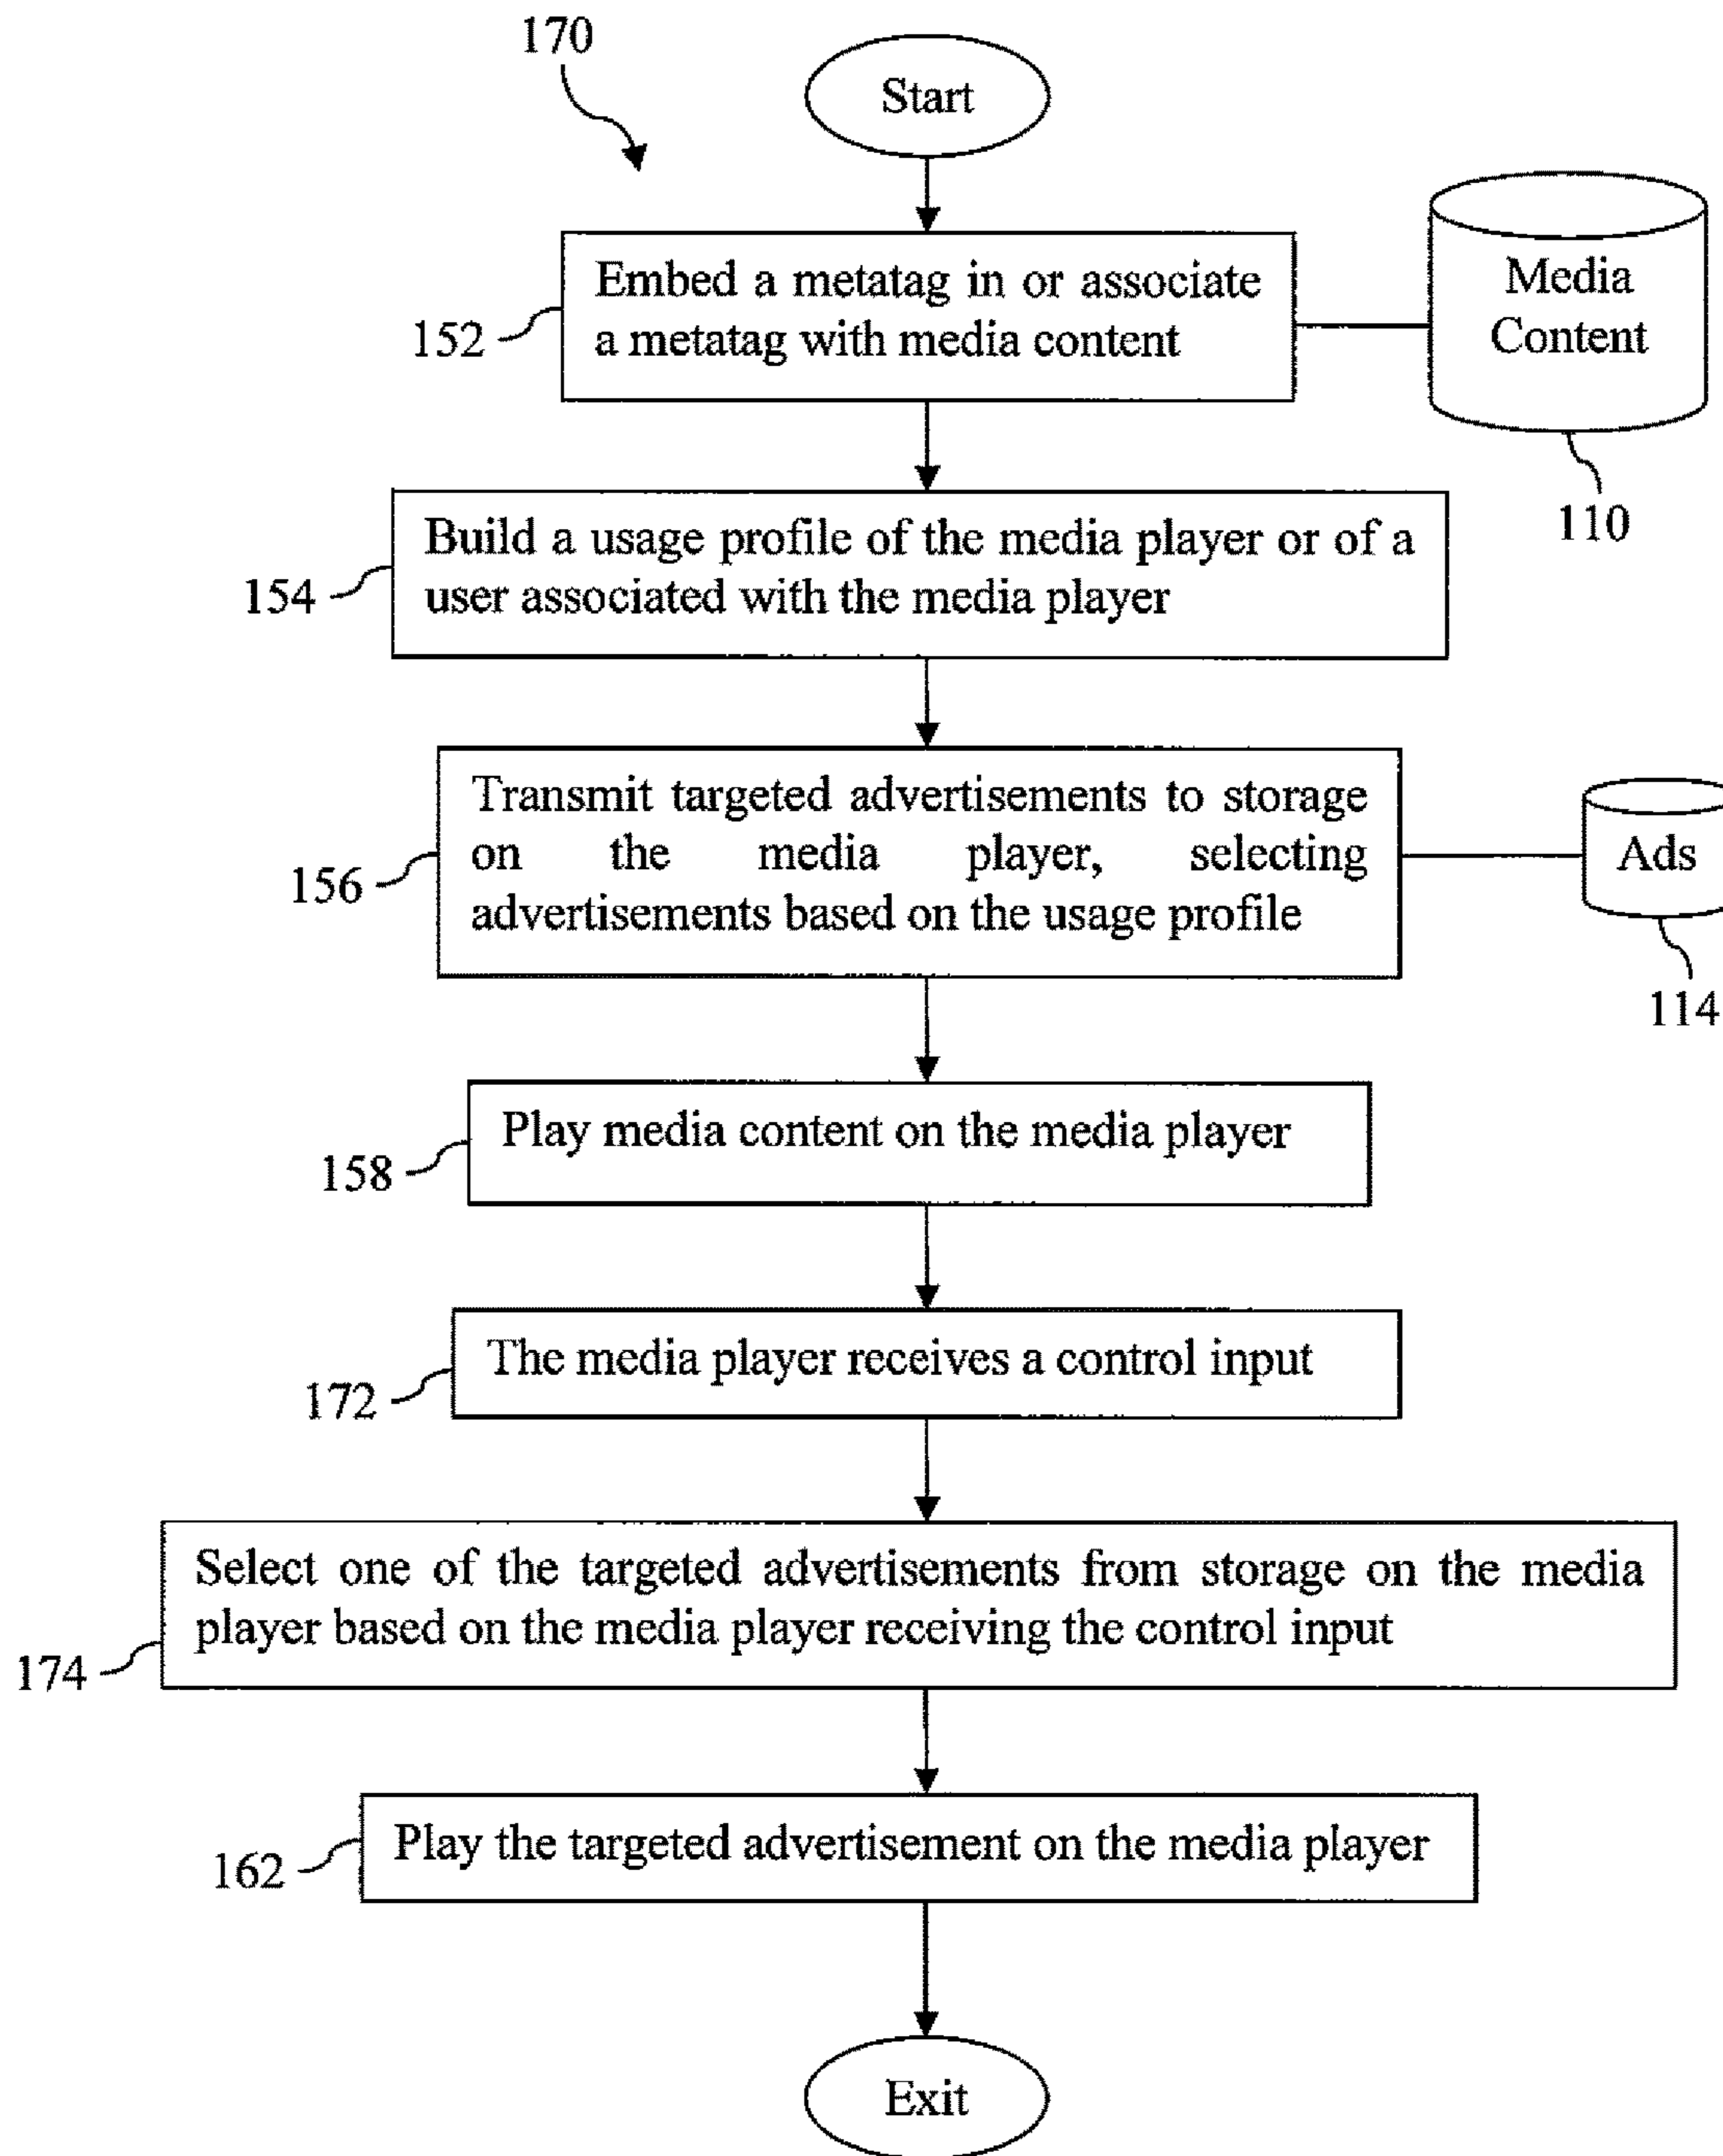 170
Start
Embed a metatag in or associate
a metatag with media content
152
Media
Content
110
Build a usage profile of the media player or of a
user associated with the media player
154
Transmit targeted advertisements to storage
on the media player, selecting
advertisements based on the usage profile
156
Ads
114
Play media content on the media player
158
The media player receives a control input
172
Select one of the targeted advertisements from storage on the media
player based on the media player receiving the control input
174
Play the targeted advertisement on the media player
162
Exit